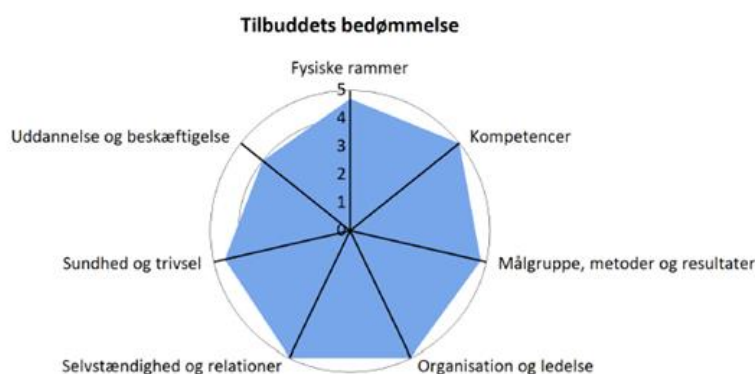 Tilbuddets bedømmelse
Fysiske rammer
5
4
3
2
1
0
Kompetencer
Målgruppe, metoder og resultater
Organisation og ledelse
Selvstændighed og relationer
Sundhed og trivsel
Uddannelse og beskæftigelse